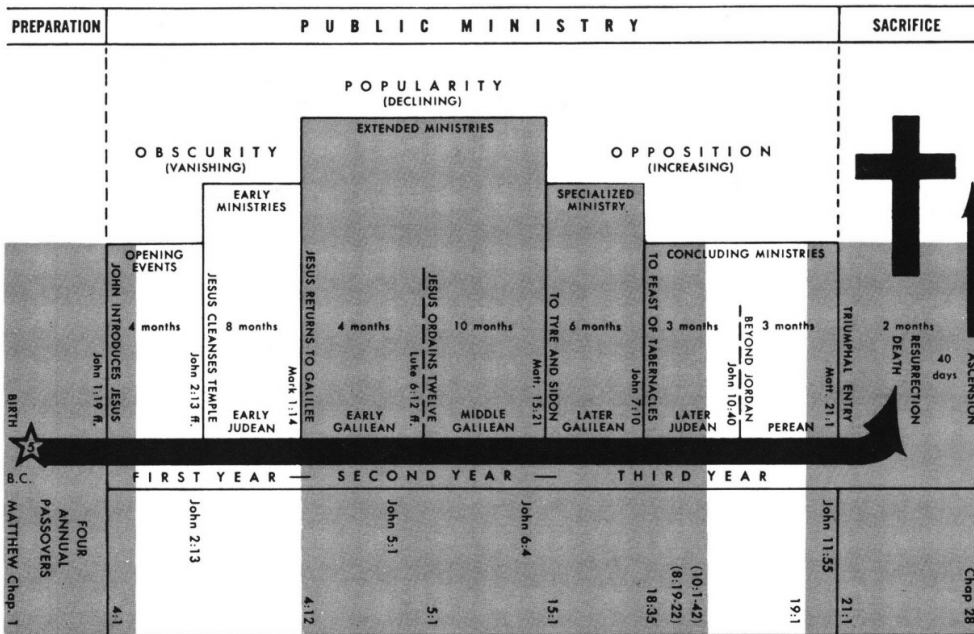 PREPARATION
PUBLIC MINISTRY
SACRIFICE
POPULARITY
(DECLINING)
EXTENDED MINISTRIES
OBSCURITY
(VANISHING)
OPPOSITION
(INCREASING)
EARLY
MINISTRIES
SPECIALIZED
MINISTRY
OPENING
EVENTS
CONCLUDING MINISTRIES
JOHN INTRODUCES JESUS
John 1:19 ff.
4 months
JESUS CLEANSES TEMPLE
John 2:13 ff.
8 months
EARLY
JUDEAN
JESUS RETURNS TO GALILEE
Mark 1:14
4 months
EARLY
GALILEAN
JESUS ORDAINS TWELVE
Luke 6:12 ff.
10 months
MIDDLE
GALILEAN
TO TYRE AND SIDON
Matt. 15:21
6 months
LATER
GALILEAN
TO FEAST OF TABERNACLES
John 7:10
3 months
LATER
JUDEAN
BEYOND JORDAN
John 10:40
3 months
PEREAN
TRIUMPHAL ENTRY
Matt. 21:1
2 months
RESURRECTION
DEATH
40
days
ASCENSION
BIRTH
5
B.C.
FIRST YEAR — SECOND YEAR — THIRD YEAR
FOUR
ANNUAL
PASSOVERS
John 2:13
John 5:1
John 6:4
John 11:55
MATTHEW Chap. 1
4:1
4:12
5:1
15:1
18:35
(8:19-22)
(10:1-42)
19:1
21:1
Chap 28